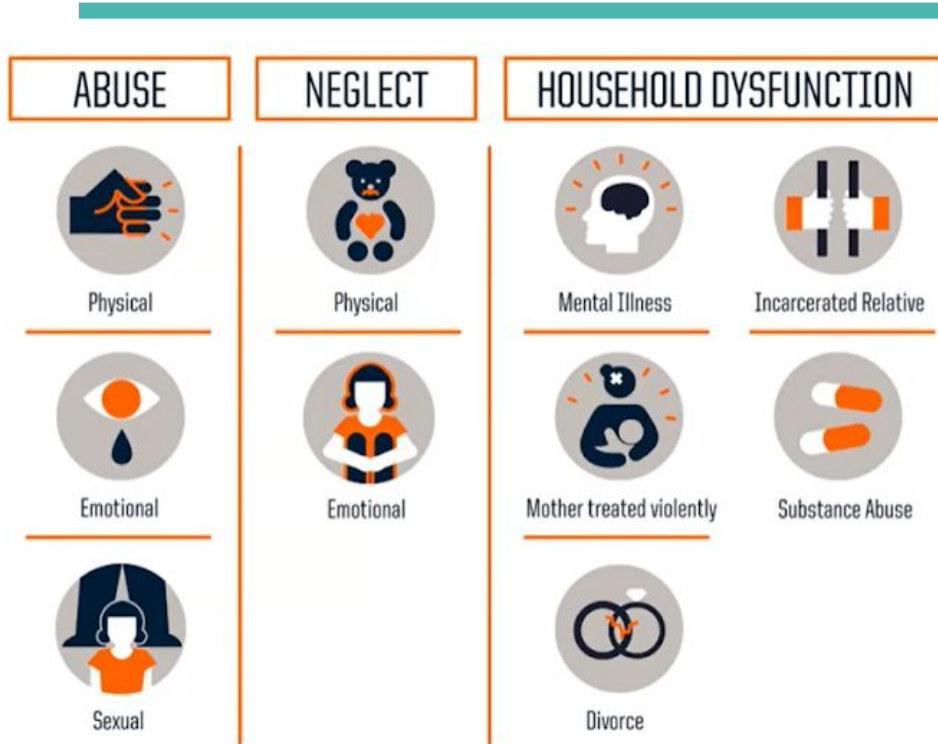 ABUSE
NEGLECT
HOUSEHOLD DYSFUNCTION
Physical
Physical
Mental Illness
Incarcerated Relative
Emotional
Emotional
Mother treated violently
Substance Abuse
Sexual
Divorce